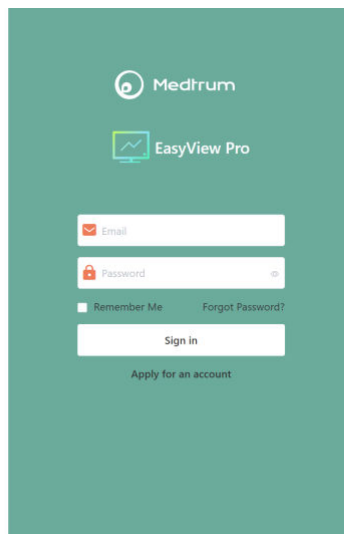 Medtrum
EasyView Pro
Email
Password
Remember Me Forgot Password?
Sign in
Apply for an account